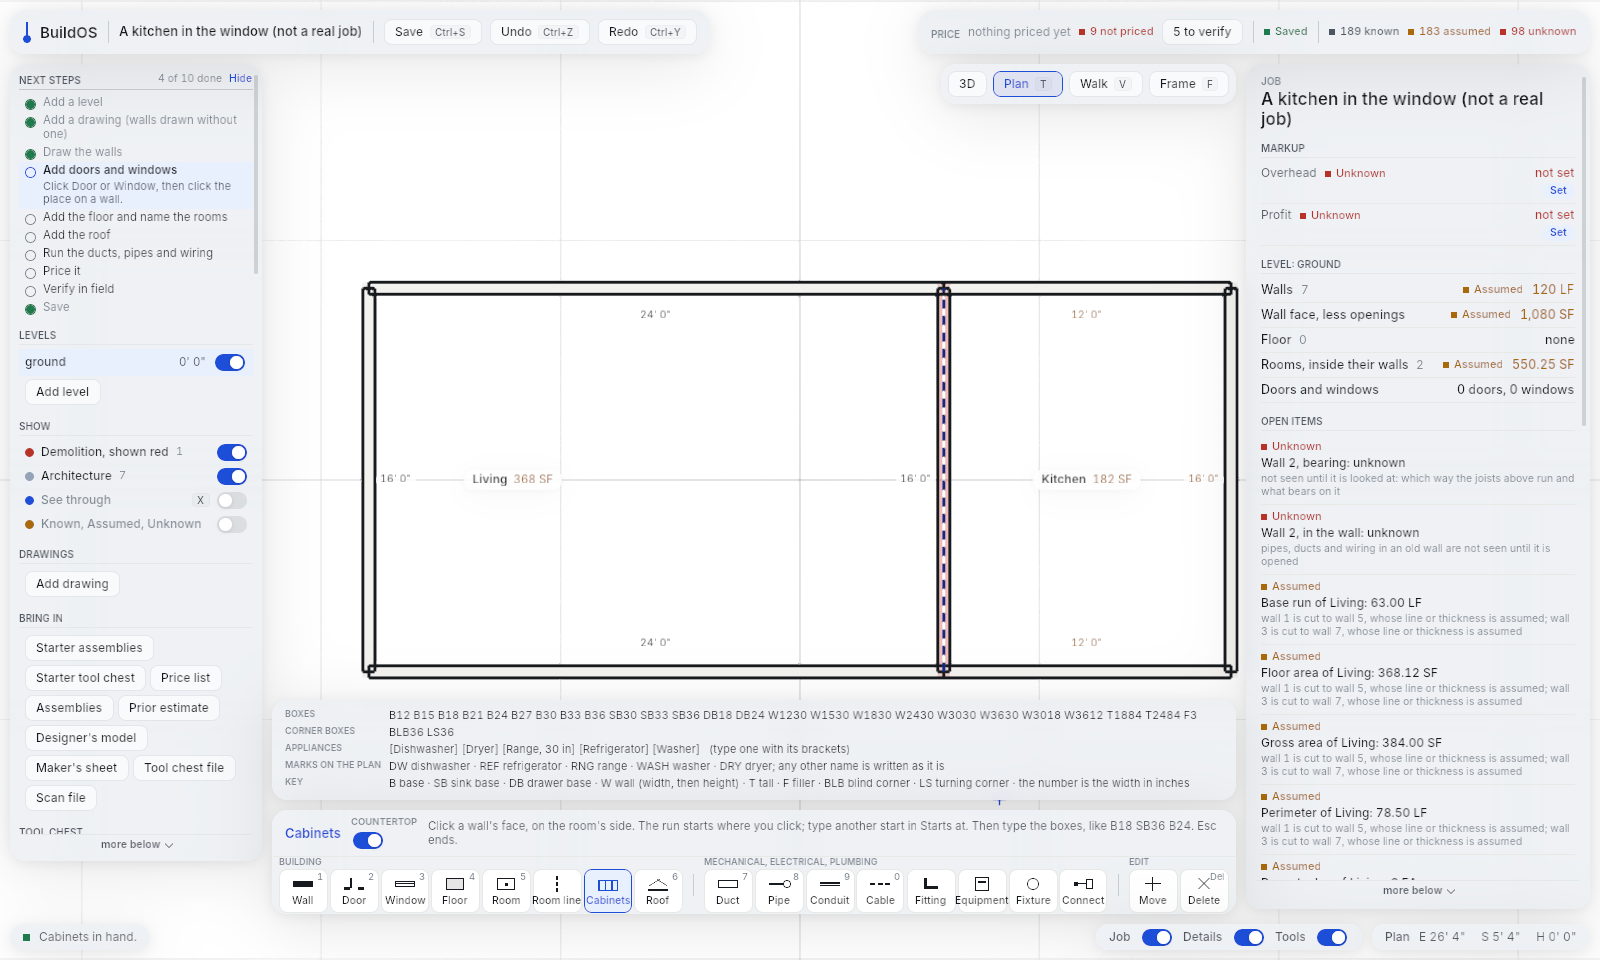 BuildOS
A kitchen in the window (not a real job)
Save Ctrl+S
Undo Ctrl+Z
Redo Ctrl+Y
PRICE nothing priced yet 9 not priced
5 to verify
Saved
189 known 183 assumed 98 unknown
NEXT STEPS 4 of 10 done Hide
Add a level
Add a drawing (walls drawn without
one)
Draw the walls
Add doors and windows
Click Door or Window, then click the
place on a wall.
Add the floor and name the rooms
Add the roof
Run the ducts, pipes and wiring
Price it
Verify in field
Save
LEVELS
ground 0' 0"
Add level
SHOW
Demolition, shown red 1
Architecture 7
See through X
Known, Assumed, Unknown
DRAWINGS
Add drawing
BRING IN
Starter assemblies
Starter tool chest Price list
Assemblies Prior estimate
Designer's model
Maker's sheet Tool chest file
Scan file
TOOL CHEST
more below
3D
Plan T
Walk V
Frame F
24' 0" 12' 0"
16' 0" Living 368 SF 16' 0" Kitchen 182 SF 16' 0"
24' 0" 12' 0"
BOXES B12 B15 B18 B21 B24 B27 B30 B33 B36 SB30 SB33 SB36 DB18 DB24 W1230 W1530 W1830 W2430 W3030 W3630 W3018 W3612 T1884 T2484 F3
CORNER BOXES BLB36 LS36
APPLIANCES [Dishwasher] [Dryer] [Range, 30 in] [Refrigerator] [Washer] (type one with its brackets)
MARKS ON THE PLAN DW dishwasher · REF refrigerator · RNG range · WASH washer · DRY dryer; any other name is written as it is
KEY B base · SB sink base · DB drawer base · W wall (width, then height) · T tall · F filler · BLB blind corner · LS turning corner · the number is the width in inches
Cabinets
COUNTERTOP
Click a wall's face, on the room's side. The run starts where you click; type another start in Starts at. Then type the boxes, like B18 SB36 B24. Esc
ends.
BUILDING
Wall 1
Door 2
Window 3
Floor 4
Room 5
Room line
Cabinets
Roof 6
MECHANICAL, ELECTRICAL, PLUMBING
Duct 7
Pipe 8
Conduit 9
Cable 0
Fitting
Equipment
Fixture
Connect
EDIT
Move
Delete Del
JOB
A kitchen in the window (not a real
job)
MARKUP
Overhead Unknown not set
Set
Profit Unknown not set
Set
LEVEL: GROUND
Walls 7 Assumed 120 LF
Wall face, less openings Assumed 1,080 SF
Floor 0 none
Rooms, inside their walls 2 Assumed 550.25 SF
Doors and windows 0 doors, 0 windows
OPEN ITEMS
Unknown
Wall 2, bearing: unknown
not seen until it is looked at: which way the joists above run and
what bears on it
Unknown
Wall 2, in the wall: unknown
pipes, ducts and wiring in an old wall are not seen until it is
opened
Assumed
Base run of Living: 63.00 LF
wall 1 is cut to wall 5, whose line or thickness is assumed; wall
3 is cut to wall 7, whose line or thickness is assumed
Assumed
Floor area of Living: 368.12 SF
wall 1 is cut to wall 5, whose line or thickness is assumed; wall
3 is cut to wall 7, whose line or thickness is assumed
Assumed
Gross area of Living: 384.00 SF
wall 1 is cut to wall 5, whose line or thickness is assumed; wall
3 is cut to wall 7, whose line or thickness is assumed
Assumed
Perimeter of Living: 78.50 LF
wall 1 is cut to wall 5, whose line or thickness is assumed; wall
3 is cut to wall 7, whose line or thickness is assumed
Assumed
more below
Cabinets in hand.
Job Details Tools
Plan E 26' 4" S 5' 4" H 0' 0"